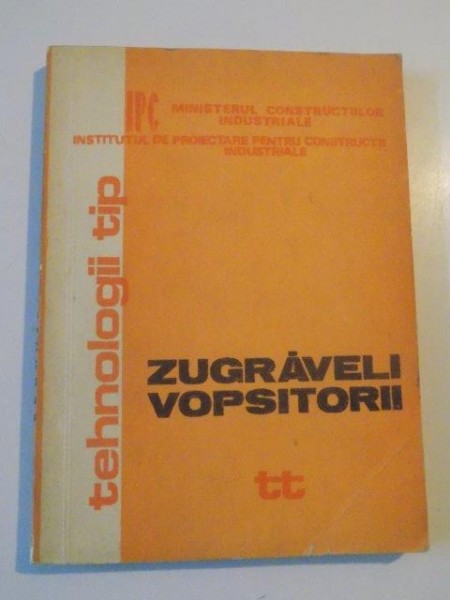 IPC MINISTERUL CONSTRUCTIILOR
INDUSTRIALE
INSTITUTUL DE PROIECTARE PENTRU CONSTRUCTII
INDUSTRIALE
tehnologii tip
ZUGRĂVELI
VOPSITORII
tt